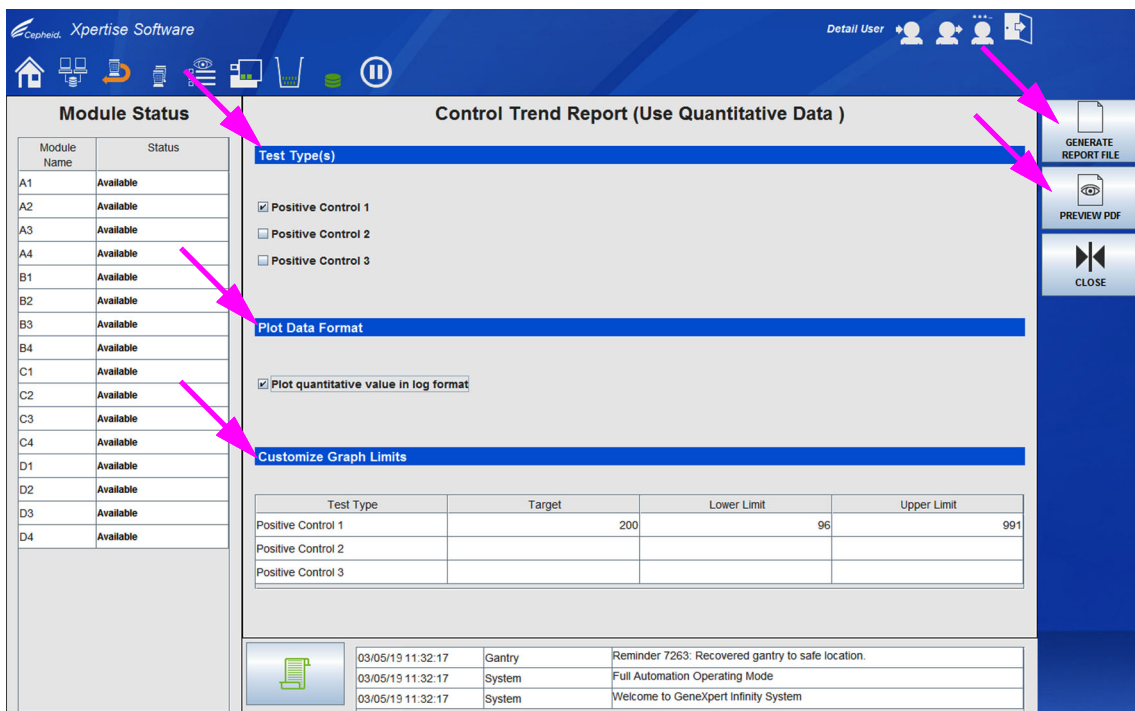 Cepheid. Xpertise Software
Detail User
Module Status
Module Name Status
A1 Available
A2 Available
A3 Available
A4 Available
B1 Available
B2 Available
B3 Available
B4 Available
C1 Available
C2 Available
C3 Available
C4 Available
D1 Available
D2 Available
D3 Available
D4 Available
Control Trend Report (Use Quantitative Data )
Test Type(s)
Positive Control 1
Positive Control 2
Positive Control 3
Plot Data Format
Plot quantitative value in log format
Customize Graph Limits
Test Type Target Lower Limit Upper Limit
Positive Control 1 200 96 991
Positive Control 2
Positive Control 3
03/05/19 11:32:17 Gantry Reminder 7263: Recovered gantry to safe location.
03/05/19 11:32:17 System Full Automation Operating Mode
03/05/19 11:32:17 System Welcome to GeneXpert Infinity System
GENERATE
REPORT FILE
PREVIEW PDF
CLOSE